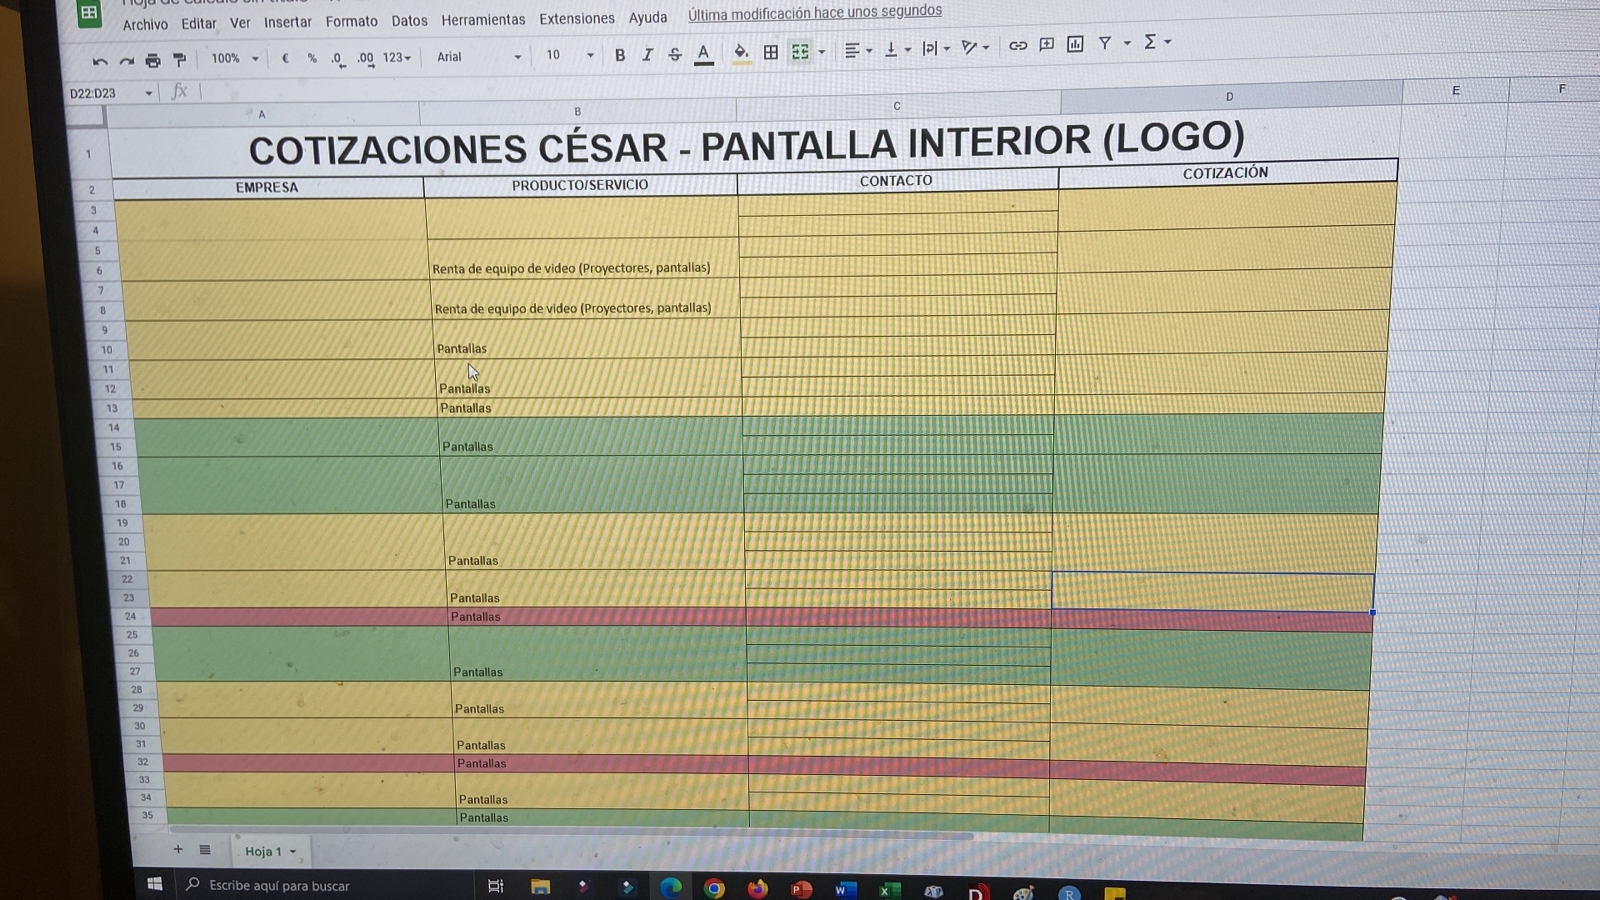 Archivo Editar Ver Insertar Formato Datos Herramientas Extensiones Ayuda Última modificación hace unos segundos
100% € % .0 .00 123 Arial 10 B I S A Σ
D22:D23 fx
A B C D E F
1 COTIZACIONES CÉSAR - PANTALLA INTERIOR (LOGO)
2 EMPRESA PRODUCTO/SERVICIO CONTACTO COTIZACIÓN
3
4
5
6 Renta de equipo de video (Proyectores, pantallas)
7
8 Renta de equipo de video (Proyectores, pantallas)
9
10 Pantallas
11
12 Pantallas
13 Pantallas
14
15 Pantallas
16
17
18 Pantallas
19
20
21 Pantallas
22
23 Pantallas
24 Pantallas
25
26
27 Pantallas
28
29 Pantallas
30
31 Pantallas
32 Pantallas
33
34 Pantallas
35 Pantallas
+ Hoja 1
Escribe aquí para buscar